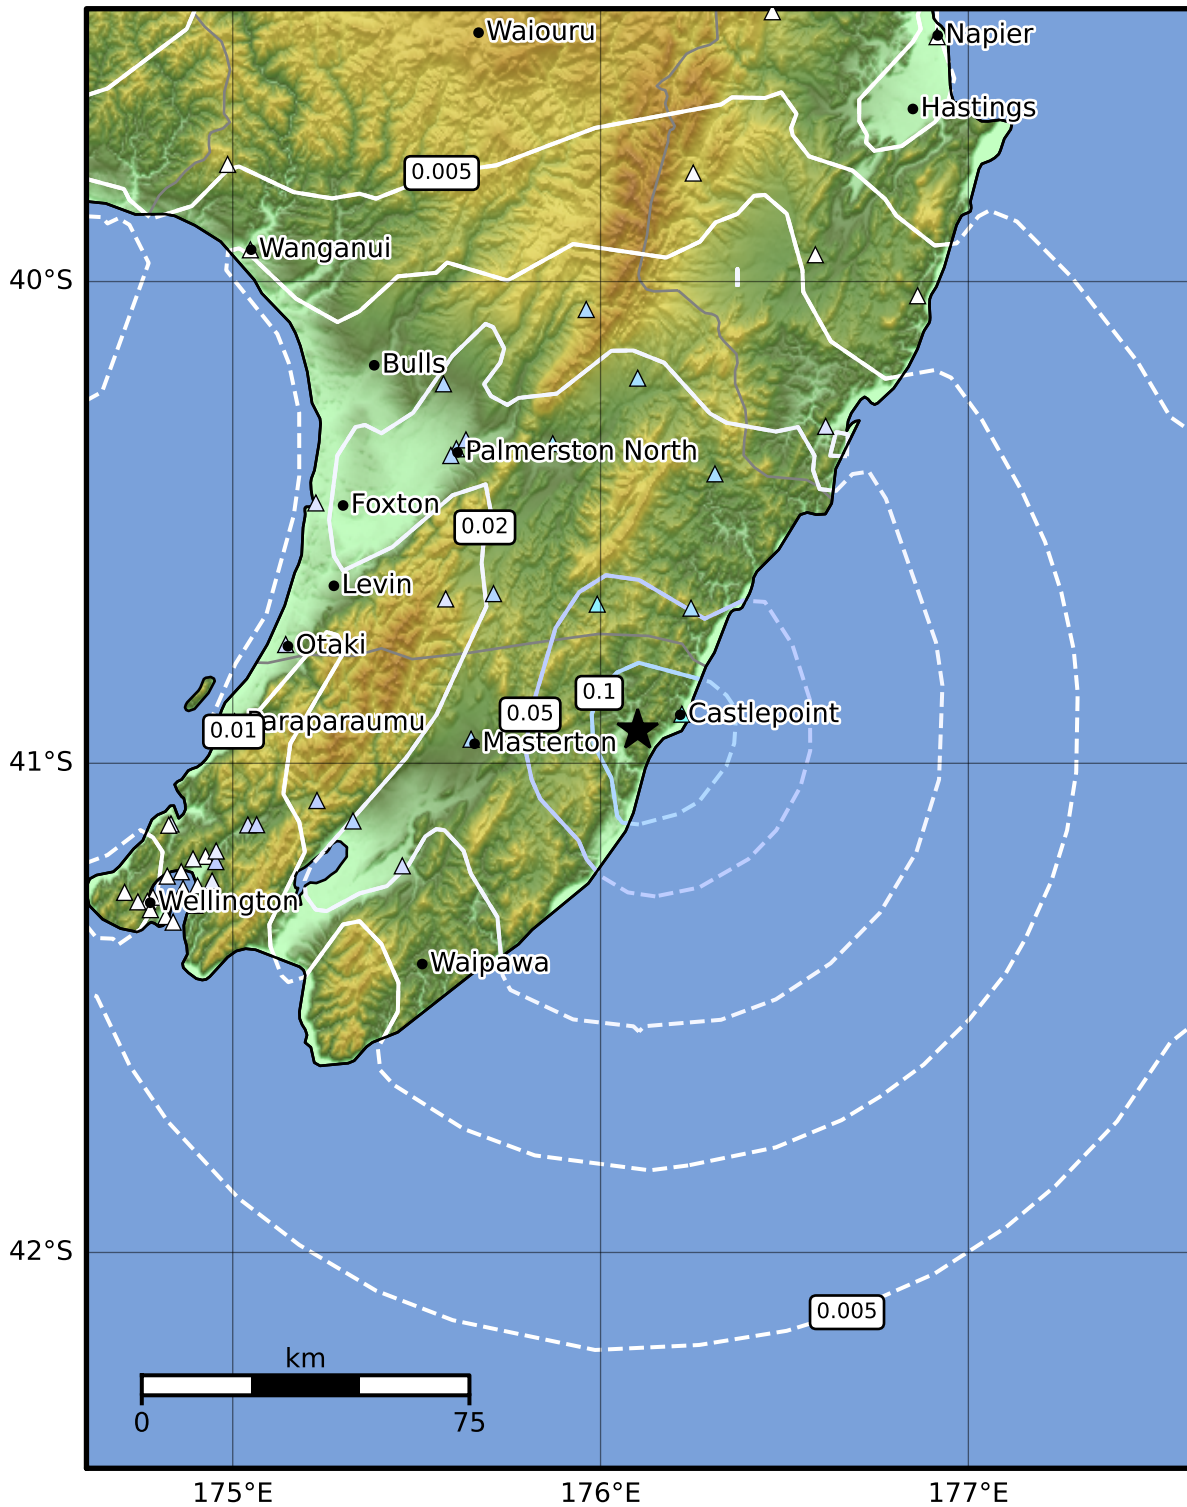 Waiouru
Napier
Hastings
0.005
Wanganui
40°S
Bulls
Palmerston North
Foxton
0.02
Levin
Otaki
0.1
0.05
Castlepoint
Paraparaumu
0.01
Masterton
41°S
Wellington
Waipawa
42°S
0.005
km
0
75
175°E
176°E
177°E